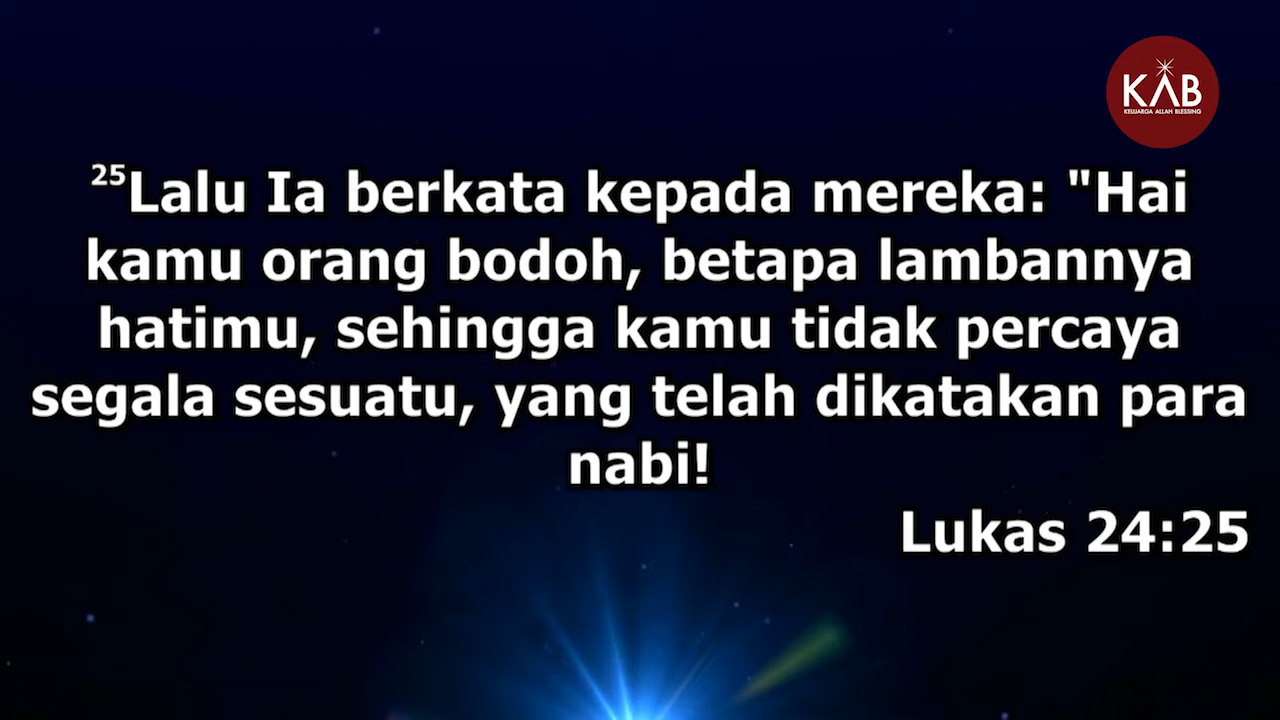 KAB
KELUARGA ALLAH BLESSING
25Lalu Ia berkata kepada mereka: "Hai
kamu orang bodoh, betapa lambannya
hatimu, sehingga kamu tidak percaya
segala sesuatu, yang telah dikatakan para
nabi!
Lukas 24:25